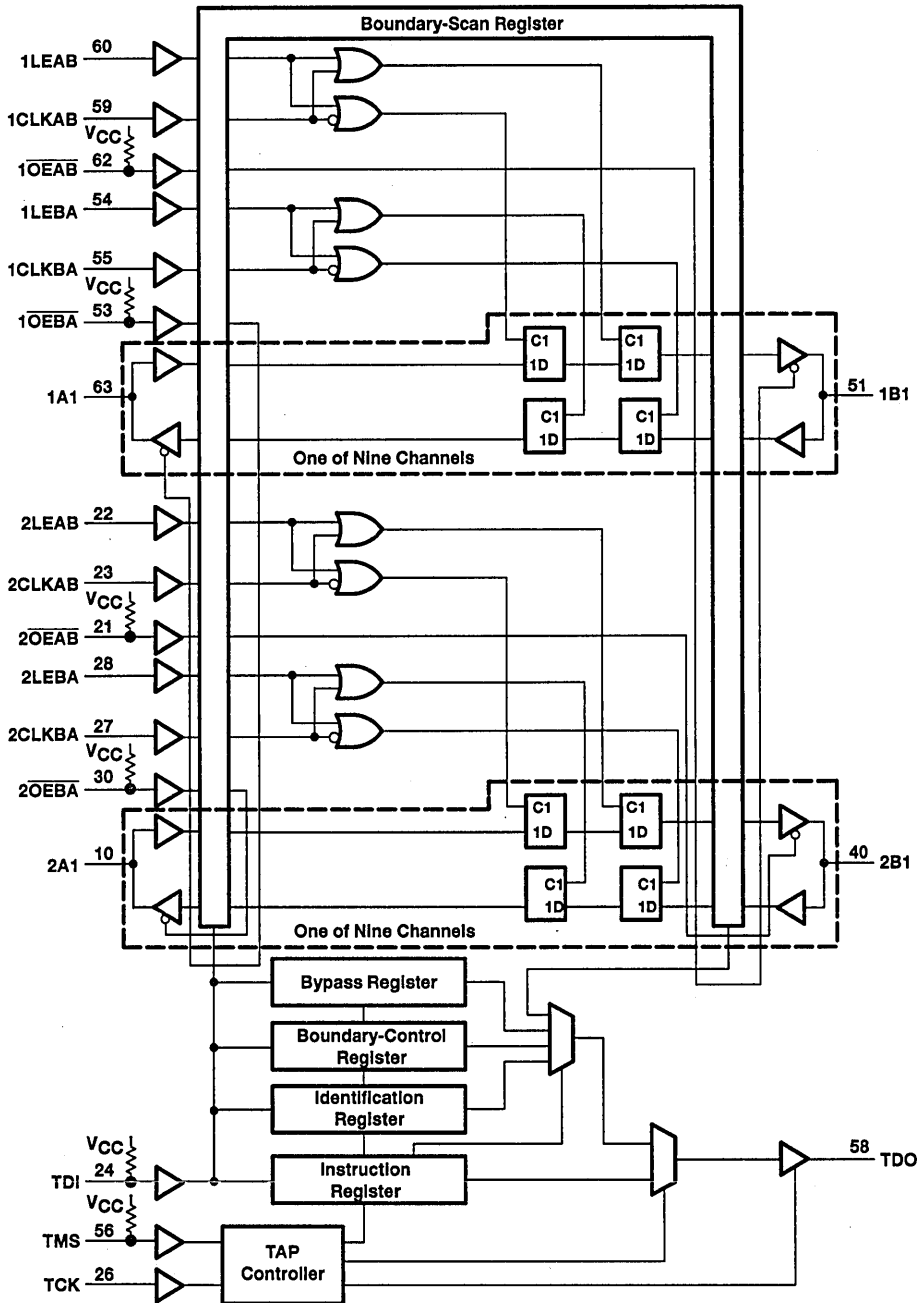 Boundary-Scan Register
1LEAB 60
1CLKAB 59
VCC
1OEAB 62
1LEBA 54
1CLKBA 55
VCC
1OEBA 53
C1 C1
1D 1D
1A1 63
51 1B1
C1 C1
1D 1D
One of Nine Channels
2LEAB 22
2CLKAB 23
VCC
2OEAB 21
2LEBA 28
2CLKBA 27
VCC
2OEBA 30
C1 C1
1D 1D
2A1 10
40 2B1
C1 C1
1D 1D
One of Nine Channels
Bypass Register
Boundary-Control
Register
Identification
Register
VCC
TDI 24
Instruction
Register
58 TDO
VCC
TMS 56
TAP
Controller
TCK 26